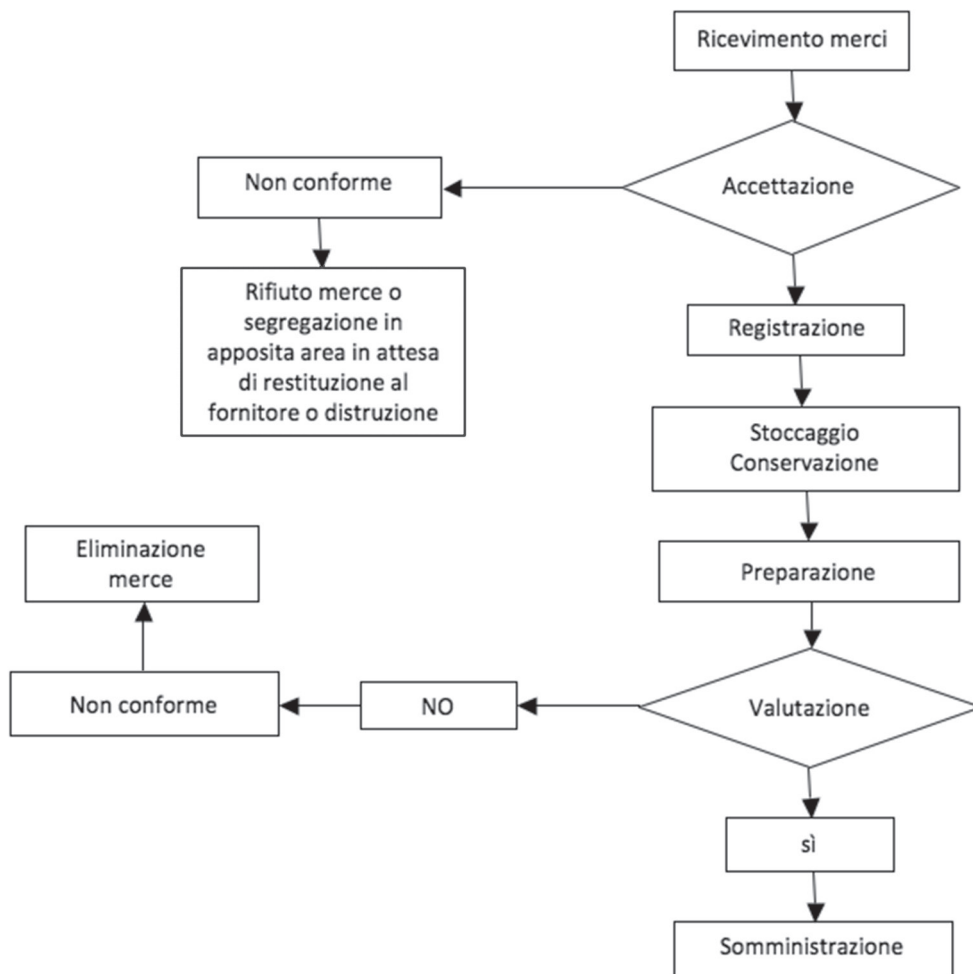 Ricevimento merci
Accettazione
Non conforme
Rifiuto merce o
segregazione in
apposita area in attesa
di restituzione al
fornitore o distruzione
Registrazione
Stoccaggio
Conservazione
Preparazione
Valutazione
NO
Non conforme
Eliminazione
merce
sì
Somministrazione